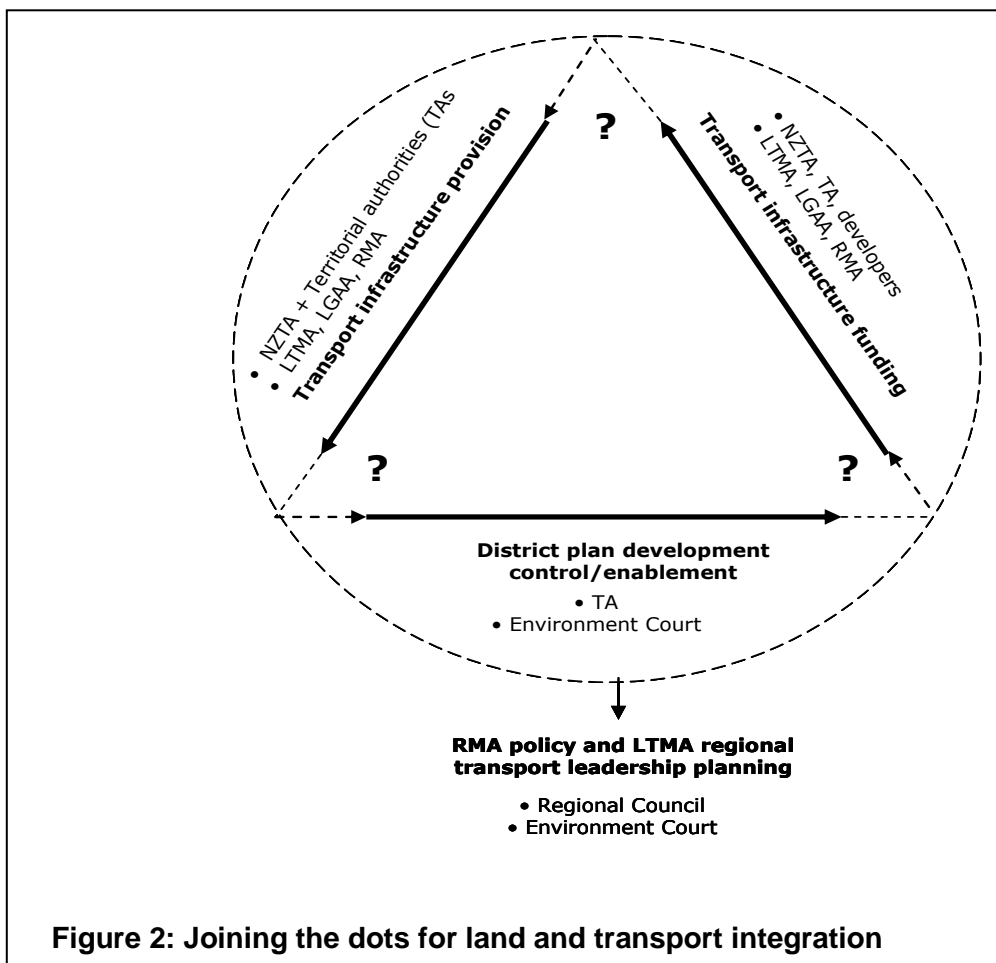 ?
• NZTA + Territorial authorities (TAs
• LTMA, LGAA, RMA
Transport infrastructure provision
• NZTA, TA, developers
• LTMA, LGAA, RMA
Transport infrastructure funding
?
?
District plan development
control/enablement
• TA
• Environment Court
RMA policy and LTMA regional
transport leadership planning
• Regional Council
• Environment Court
Figure 2: Joining the dots for land and transport integration